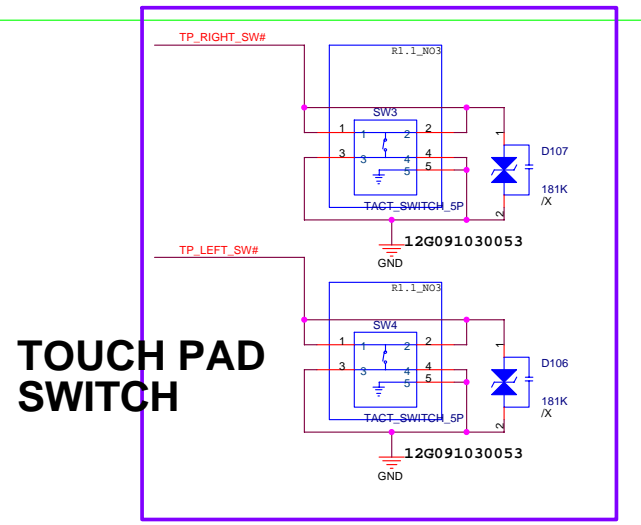 TP_RIGHT_SW#
R1.1_NO3
SW3
1 1 2 2
3 3 4 4
5 5
1
D107
181K
/X
2
TACT_SWITCH_5P
12G091030053
GND
TP_LEFT_SW#
R1.1_NO3
SW4
1 1 2 2
3 3 4 4
5 5
1
D106
181K
/X
2
TACT_SWITCH_5P
12G091030053
GND
TOUCH PAD
SWITCH